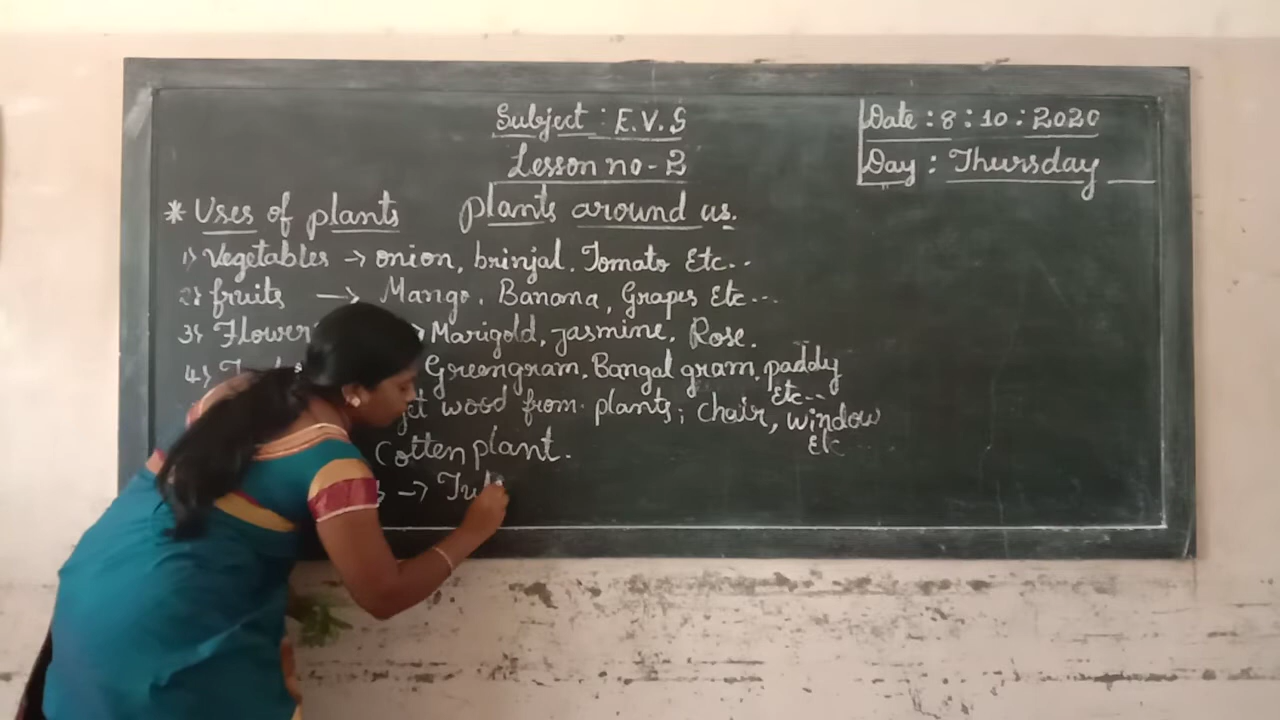 Subject : E.V.S
Date : 8 : 10 : 2020
Lesson no - 2
Day : Thursday
* Uses of plants plants around us.
1) Vegetables → onion, brinjal. Tomato Etc..
2) fruits → Mango. Banana, Grapes Etc...
3) Flower → Marigold, jasmine, Rose.
4) Greengram. Bangal gram. paddy
Etc..
wood from plants; chair, window
Etc
Cotten plant.
→